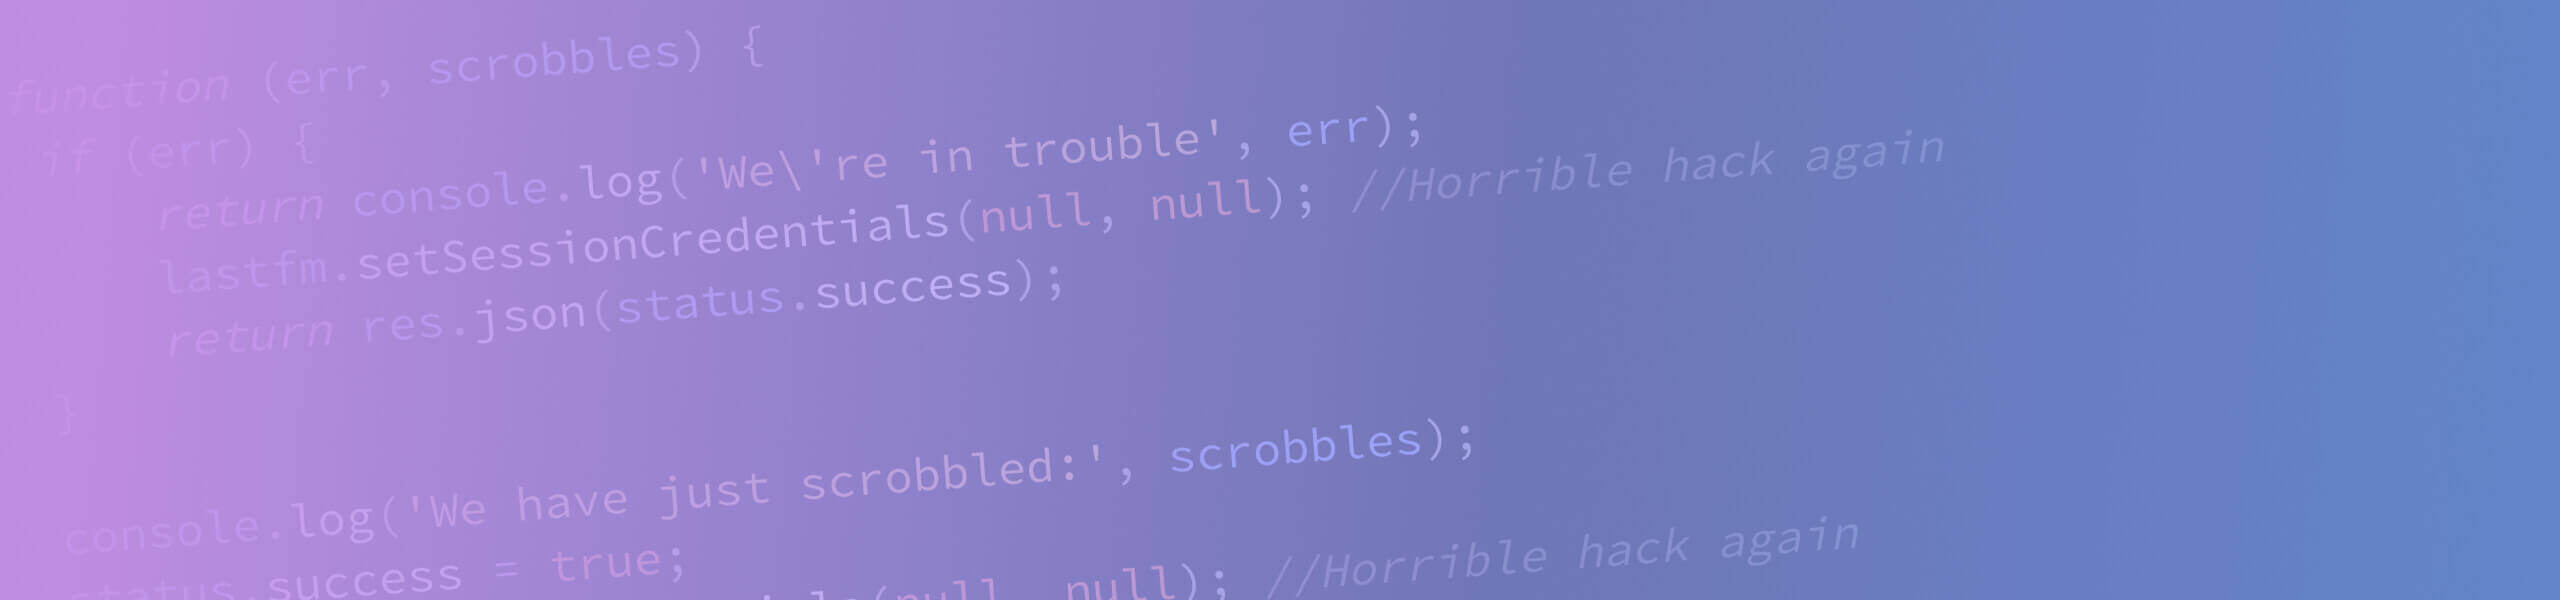 function (err, scrobbles) {
if (err) {
return console.log('We\'re in trouble', err);
lastfm.setSessionCredentials(null, null); //Horrible hack again
return res.json(status.success);
}
console.log('We have just scrobbled:', scrobbles);
status.success = true;
(null, null); //Horrible hack again